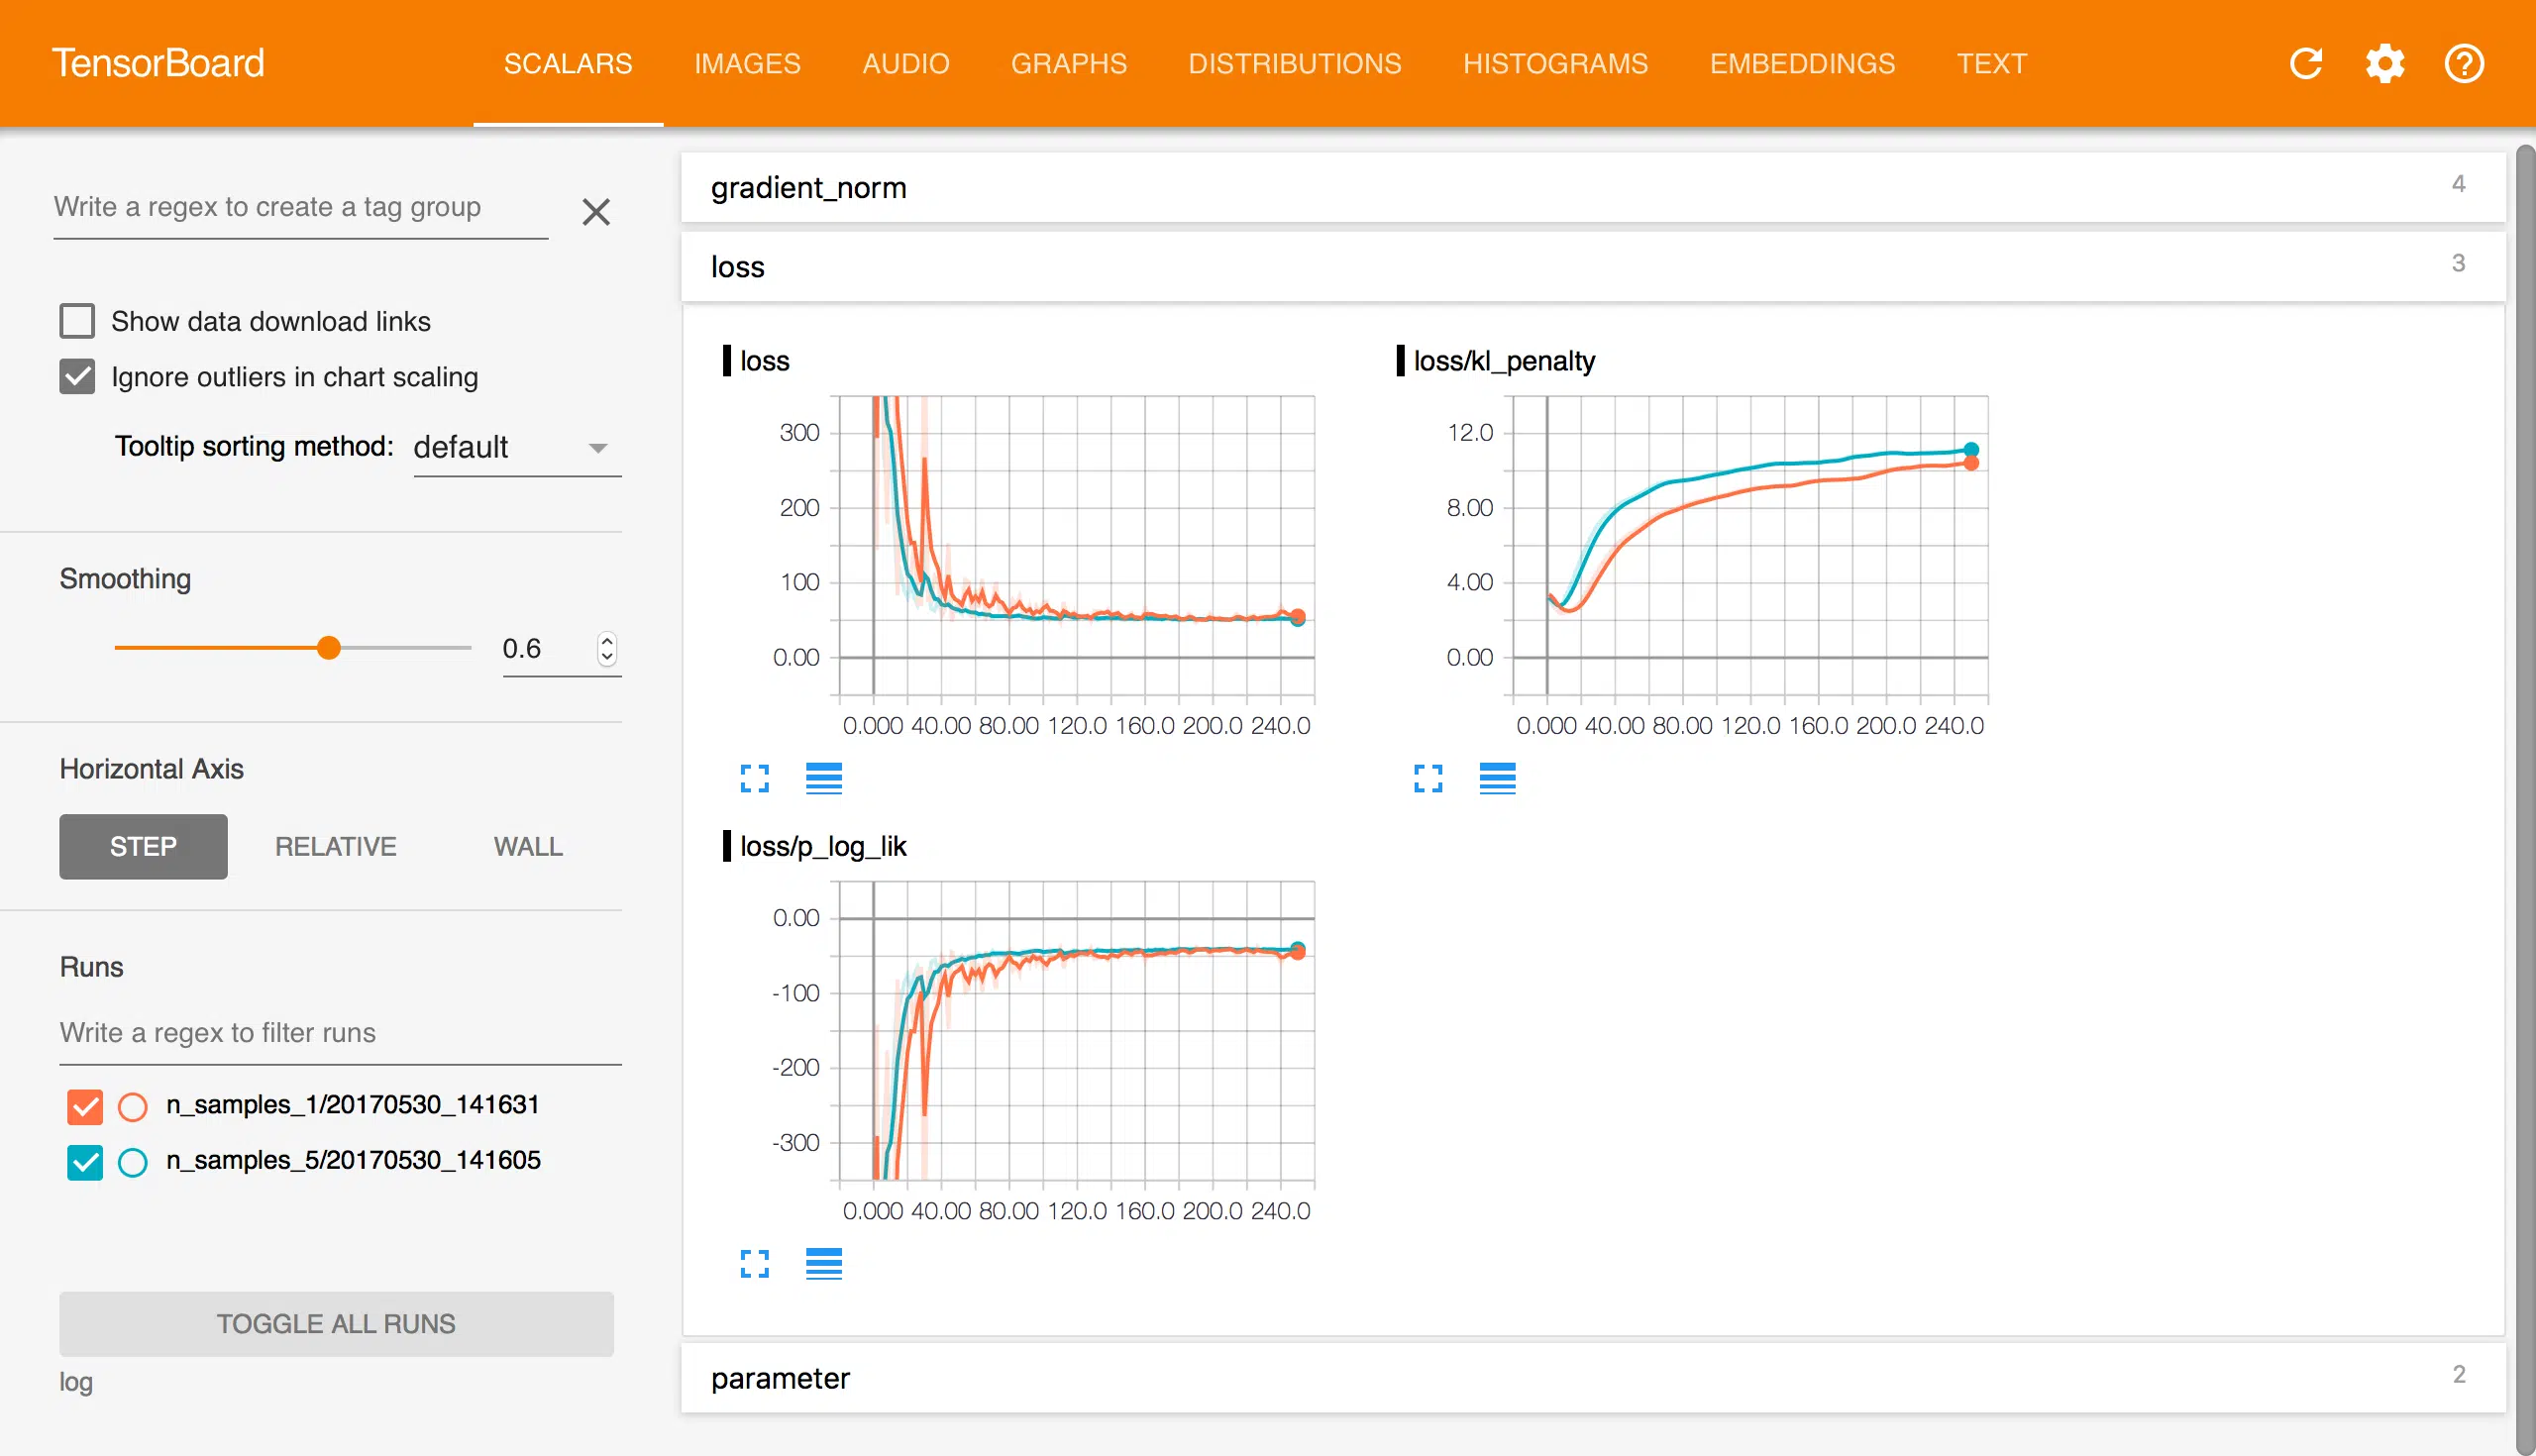 TensorBoard SCALARS IMAGES AUDIO GRAPHS DISTRIBUTIONS HISTOGRAMS EMBEDDINGS TEXT
Write a regex to create a tag group
Show data download links
Ignore outliers in chart scaling
Tooltip sorting method: default
Smoothing
0.6
Horizontal Axis
STEP RELATIVE WALL
Runs
Write a regex to filter runs
n_samples_1/20170530_141631
n_samples_5/20170530_141605
TOGGLE ALL RUNS
log
gradient_norm 4
loss 3
loss
300
200
100
0.00
0.000 40.00 80.00 120.0 160.0 200.0 240.0
loss/kl_penalty
12.0
8.00
4.00
0.00
0.000 40.00 80.00 120.0 160.0 200.0 240.0
loss/p_log_lik
0.00
-100
-200
-300
0.000 40.00 80.00 120.0 160.0 200.0 240.0
parameter 2